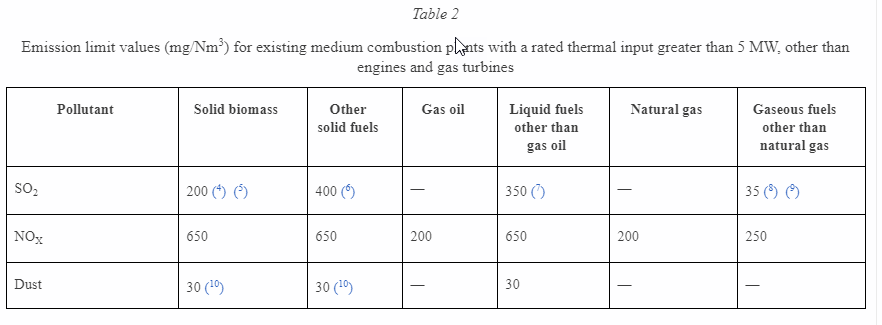 Table 2
Emission limit values (mg/Nm³) for existing medium combustion plants with a rated thermal input greater than 5 MW, other than
engines and gas turbines
Pollutant Solid biomass Other solid fuels Gas oil Liquid fuels other than gas oil Natural gas Gaseous fuels other than natural gas
SO₂ 200 (⁴) (⁵) 400 (⁶) — 350 (⁷) — 35 (⁸) (⁹)
NOX 650 650 200 650 200 250
Dust 30 (¹⁰) 30 (¹⁰) — 30 — —